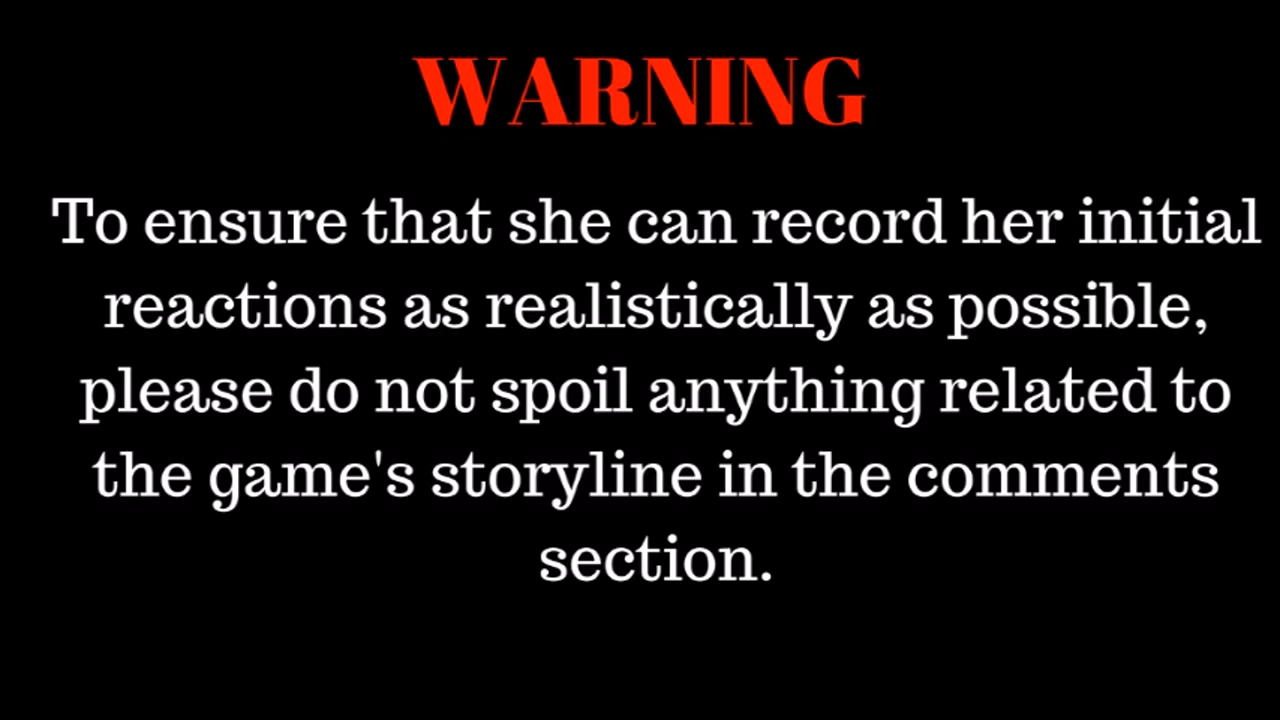 WARNING
To ensure that she can record her initial
reactions as realistically as possible,
please do not spoil anything related to
the game's storyline in the comments
section.